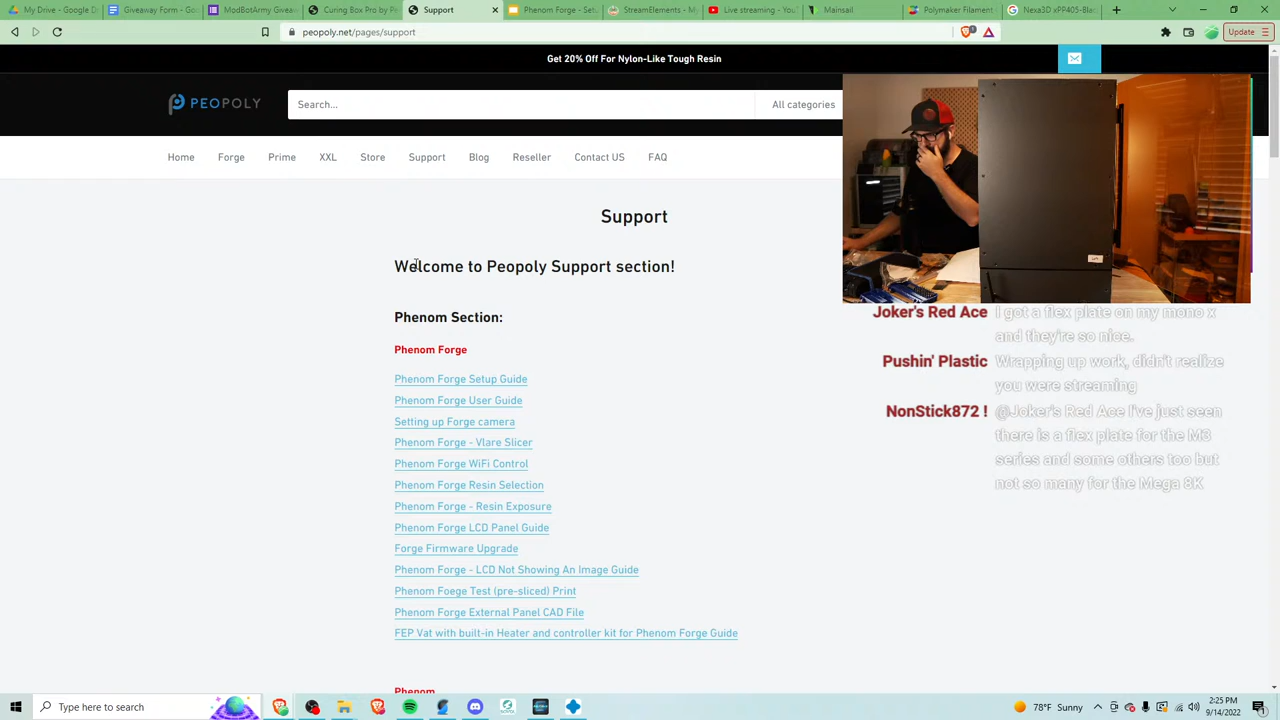 My Drive - Google D
Giveaway Form - Go
ModBotArmy Givea
Curing Box Pro by P
Support
Phenom Forge - Set
StreamElements - M
Live streaming - You
Mainsail
Polymaker Filament
Nexa3D xPP405-Bla
peopoly.net/pages/support
Update
Get 20% Off For Nylon-Like Tough Resin
PEOPOLY
Search...
All categories
Home
Forge
Prime
XXL
Store
Support
Blog
Reseller
Contact US
FAQ
Support
Welcome to Peopoly Support section!
Phenom Section:
Phenom Forge
Phenom Forge Setup Guide
Phenom Forge User Guide
Setting up Forge camera
Phenom Forge - Vlare Slicer
Phenom Forge WiFi Control
Phenom Forge Resin Selection
Phenom Forge - Resin Exposure
Phenom Forge LCD Panel Guide
Forge Firmware Upgrade
Phenom Forge - LCD Not Showing An Image Guide
Phenom Foege Test (pre-sliced) Print
Phenom Forge External Panel CAD File
FEP Vat with built-in Heater and controller kit for Phenom Forge Guide
Phenom
Joker's Red Ace I got a flex plate on my mono x
and they're so nice.
Pushin' Plastic Wrapping up work, didn't realize
you were streaming
NonStick872 ! @Joker's Red Ace I've just seen
there is a flex plate for the M3
series and some others too but
not so many for the Mega 8K
Type here to search
78°F Sunny
2:25 PM
9/14/2022